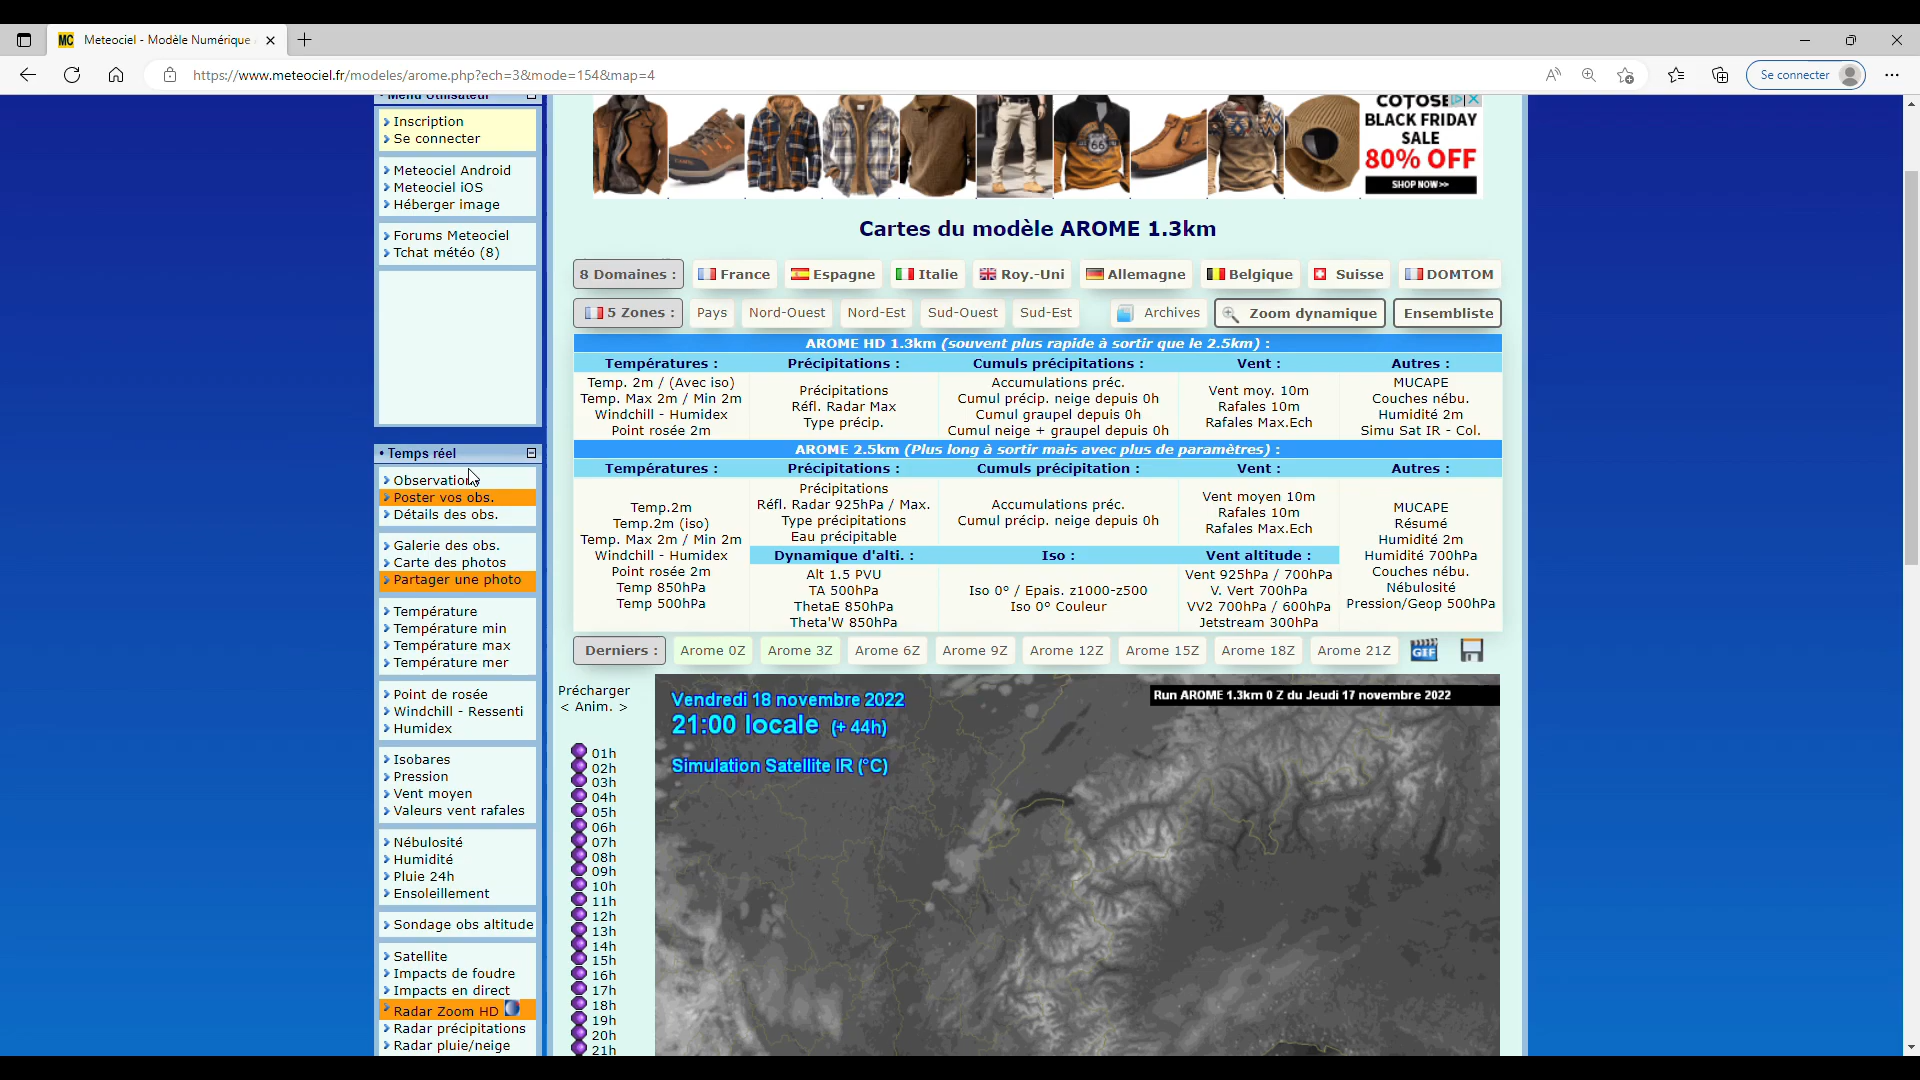 Meteociel - Modèle Numérique
https://www.meteociel.fr/modeles/arome.php?ech=3&mode=154&map=4
Se connecter
Menu Utilisateur
Inscription
Se connecter
Meteociel Android
Meteociel iOS
Héberger image
Forums Meteociel
Tchat météo (8)
• Temps réel
Observation
Poster vos obs.
Détails des obs.
Galerie des obs.
Carte des photos
Partager une photo
Température
Température min
Température max
Température mer
Point de rosée
Windchill - Ressenti
Humidex
Isobares
Pression
Vent moyen
Valeurs vent rafales
Nébulosité
Humidité
Pluie 24h
Ensoleillement
Sondage obs altitude
Satellite
Impacts de foudre
Impacts en direct
Radar Zoom HD
Radar précipitations
Radar pluie/neige
COTOSE
BLACK FRIDAY
SALE
80% OFF
SHOP NOW>>
66
Cartes du modèle AROME 1.3km
8 Domaines : France Espagne Italie Roy.-Uni Allemagne Belgique Suisse DOMTOM
5 Zones : Pays Nord-Ouest Nord-Est Sud-Ouest Sud-Est Archives Zoom dynamique Ensembliste
AROME HD 1.3km (souvent plus rapide à sortir que le 2.5km) :
Températures : Précipitations : Cumuls précipitations : Vent : Autres :
Temp. 2m / (Avec iso)
Temp. Max 2m / Min 2m
Windchill - Humidex
Point rosée 2m
Précipitations
Réfl. Radar Max
Type précip.
Accumulations préc.
Cumul précip. neige depuis 0h
Cumul graupel depuis 0h
Cumul neige + graupel depuis 0h
Vent moy. 10m
Rafales 10m
Rafales Max.Ech
MUCAPE
Couches nébu.
Humidité 2m
Simu Sat IR - Col.
AROME 2.5km (Plus long à sortir mais avec plus de paramètres) :
Températures : Précipitations : Cumuls précipitation : Vent : Autres :
Temp.2m
Temp.2m (iso)
Temp. Max 2m / Min 2m
Windchill - Humidex
Point rosée 2m
Temp 850hPa
Temp 500hPa
Précipitations
Réfl. Radar 925hPa / Max.
Type précipitations
Eau précipitable
Accumulations préc.
Cumul précip. neige depuis 0h
Vent moyen 10m
Rafales 10m
Rafales Max.Ech
Dynamique d'alti. : Iso : Vent altitude :
Alt 1.5 PVU
TA 500hPa
ThetaE 850hPa
Theta'W 850hPa
Iso 0º / Epais. z1000-z500
Iso 0º Couleur
Vent 925hPa / 700hPa
V. Vert 700hPa
VV2 700hPa / 600hPa
Jetstream 300hPa
MUCAPE
Résumé
Humidité 2m
Humidité 700hPa
Couches nébu.
Nébulosité
Pression/Geop 500hPa
Derniers : Arome 0Z Arome 3Z Arome 6Z Arome 9Z Arome 12Z Arome 15Z Arome 18Z Arome 21Z GIF
Précharger
< Anim. >
01h
02h
03h
04h
05h
06h
07h
08h
09h
10h
11h
12h
13h
14h
15h
16h
17h
18h
19h
20h
21h
Vendredi 18 novembre 2022
21:00 locale (+ 44h)
Simulation Satellite IR (°C)
Run AROME 1.3km 0 Z du Jeudi 17 novembre 2022